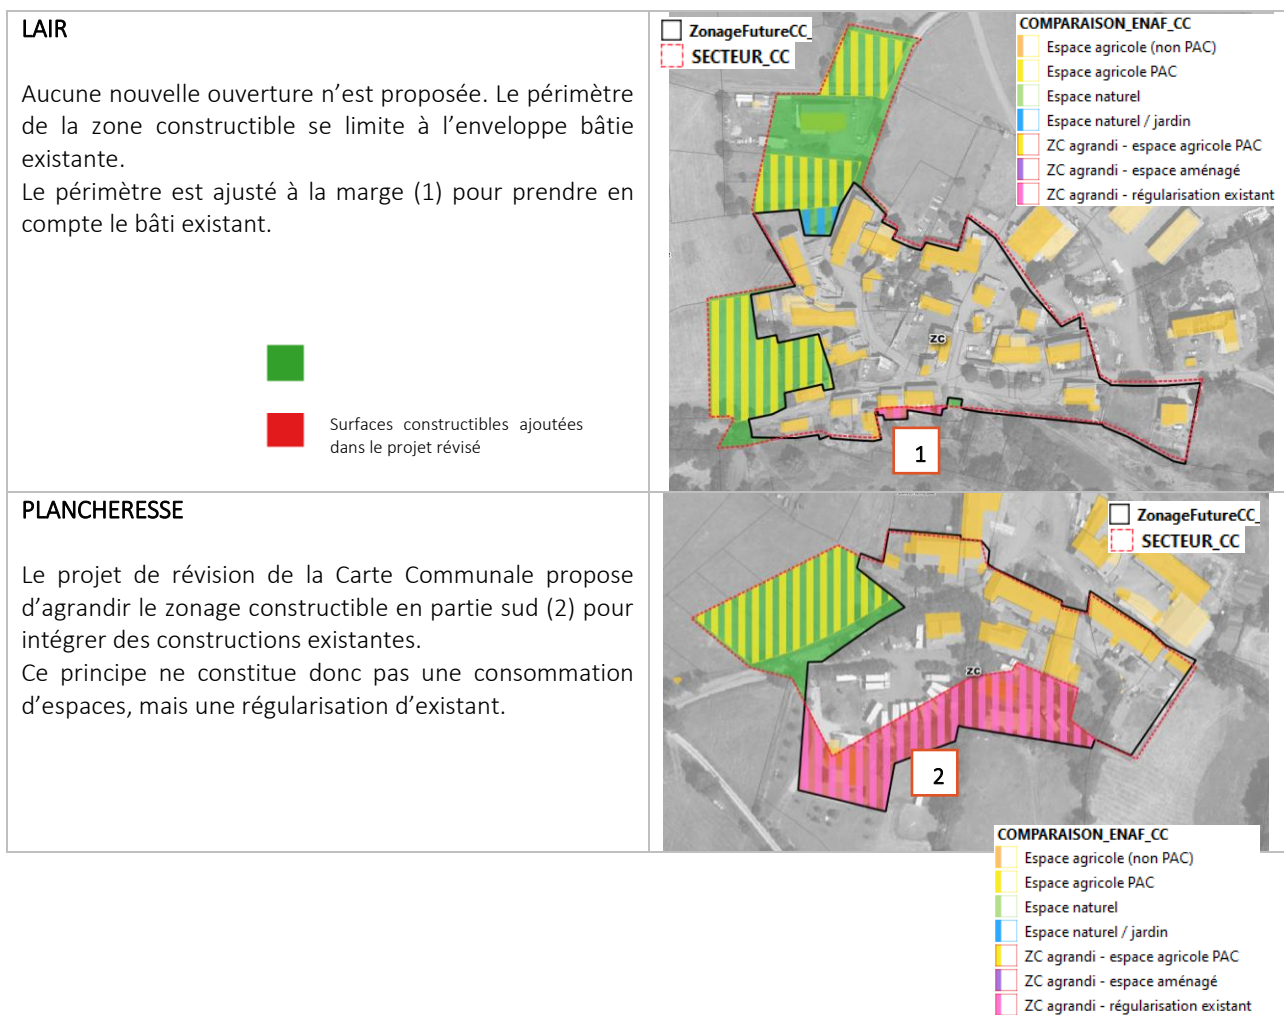 LAIR
Aucune nouvelle ouverture n’est proposée. Le périmètre
de la zone constructible se limite à l’enveloppe bâtie
existante.
Le périmètre est ajusté à la marge (1) pour prendre en
compte le bâti existant.
Surfaces constructibles ajoutées
dans le projet révisé
ZonageFutureCC_
SECTEUR_CC
COMPARAISON_ENAF_CC
Espace agricole (non PAC)
Espace agricole PAC
Espace naturel
Espace naturel / jardin
ZC agrandi - espace agricole PAC
ZC agrandi - espace aménagé
ZC agrandi - régularisation existant
ZC
1
PLANCHERESSE
Le projet de révision de la Carte Communale propose
d’agrandir le zonage constructible en partie sud (2) pour
intégrer des constructions existantes.
Ce principe ne constitue donc pas une consommation
d’espaces, mais une régularisation d’existant.
ZonageFutureCC_
SECTEUR_CC
ZC
2
COMPARAISON_ENAF_CC
Espace agricole (non PAC)
Espace agricole PAC
Espace naturel
Espace naturel / jardin
ZC agrandi - espace agricole PAC
ZC agrandi - espace aménagé
ZC agrandi - régularisation existant